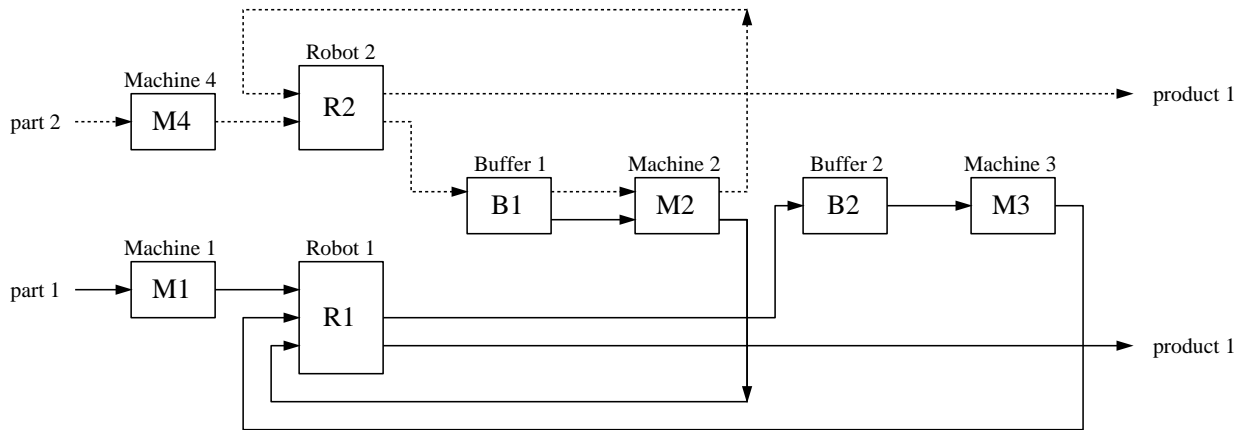 Robot 2
Machine 4
R2
product 1
part 2
M4
Buffer 1
Machine 2
Buffer 2
Machine 3
B1
M2
B2
M3
Machine 1
Robot 1
part 1
M1
R1
product 1